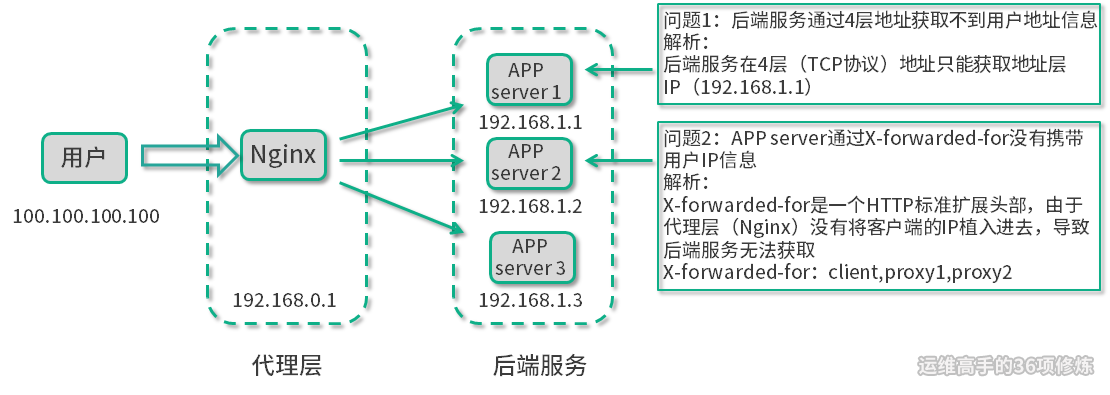 用户
100.100.100.100
Nginx
192.168.0.1
代理层
APP
server 1
192.168.1.1
APP
server 2
192.168.1.2
APP
server 3
192.168.1.3
后端服务
问题1：后端服务通过4层地址获取不到用户地址信息
解析：
后端服务在4层（TCP协议）地址只能获取地址层
IP（192.168.1.1）
问题2：APP server通过X-forwarded-for没有携带
用户IP信息
解析：
X-forwarded-for是一个HTTP标准扩展头部，由于
代理层（Nginx）没有将客户端的IP植入进去，导致
后端服务无法获取
X-forwarded-for：client,proxy1,proxy2
运维高手的36项修炼